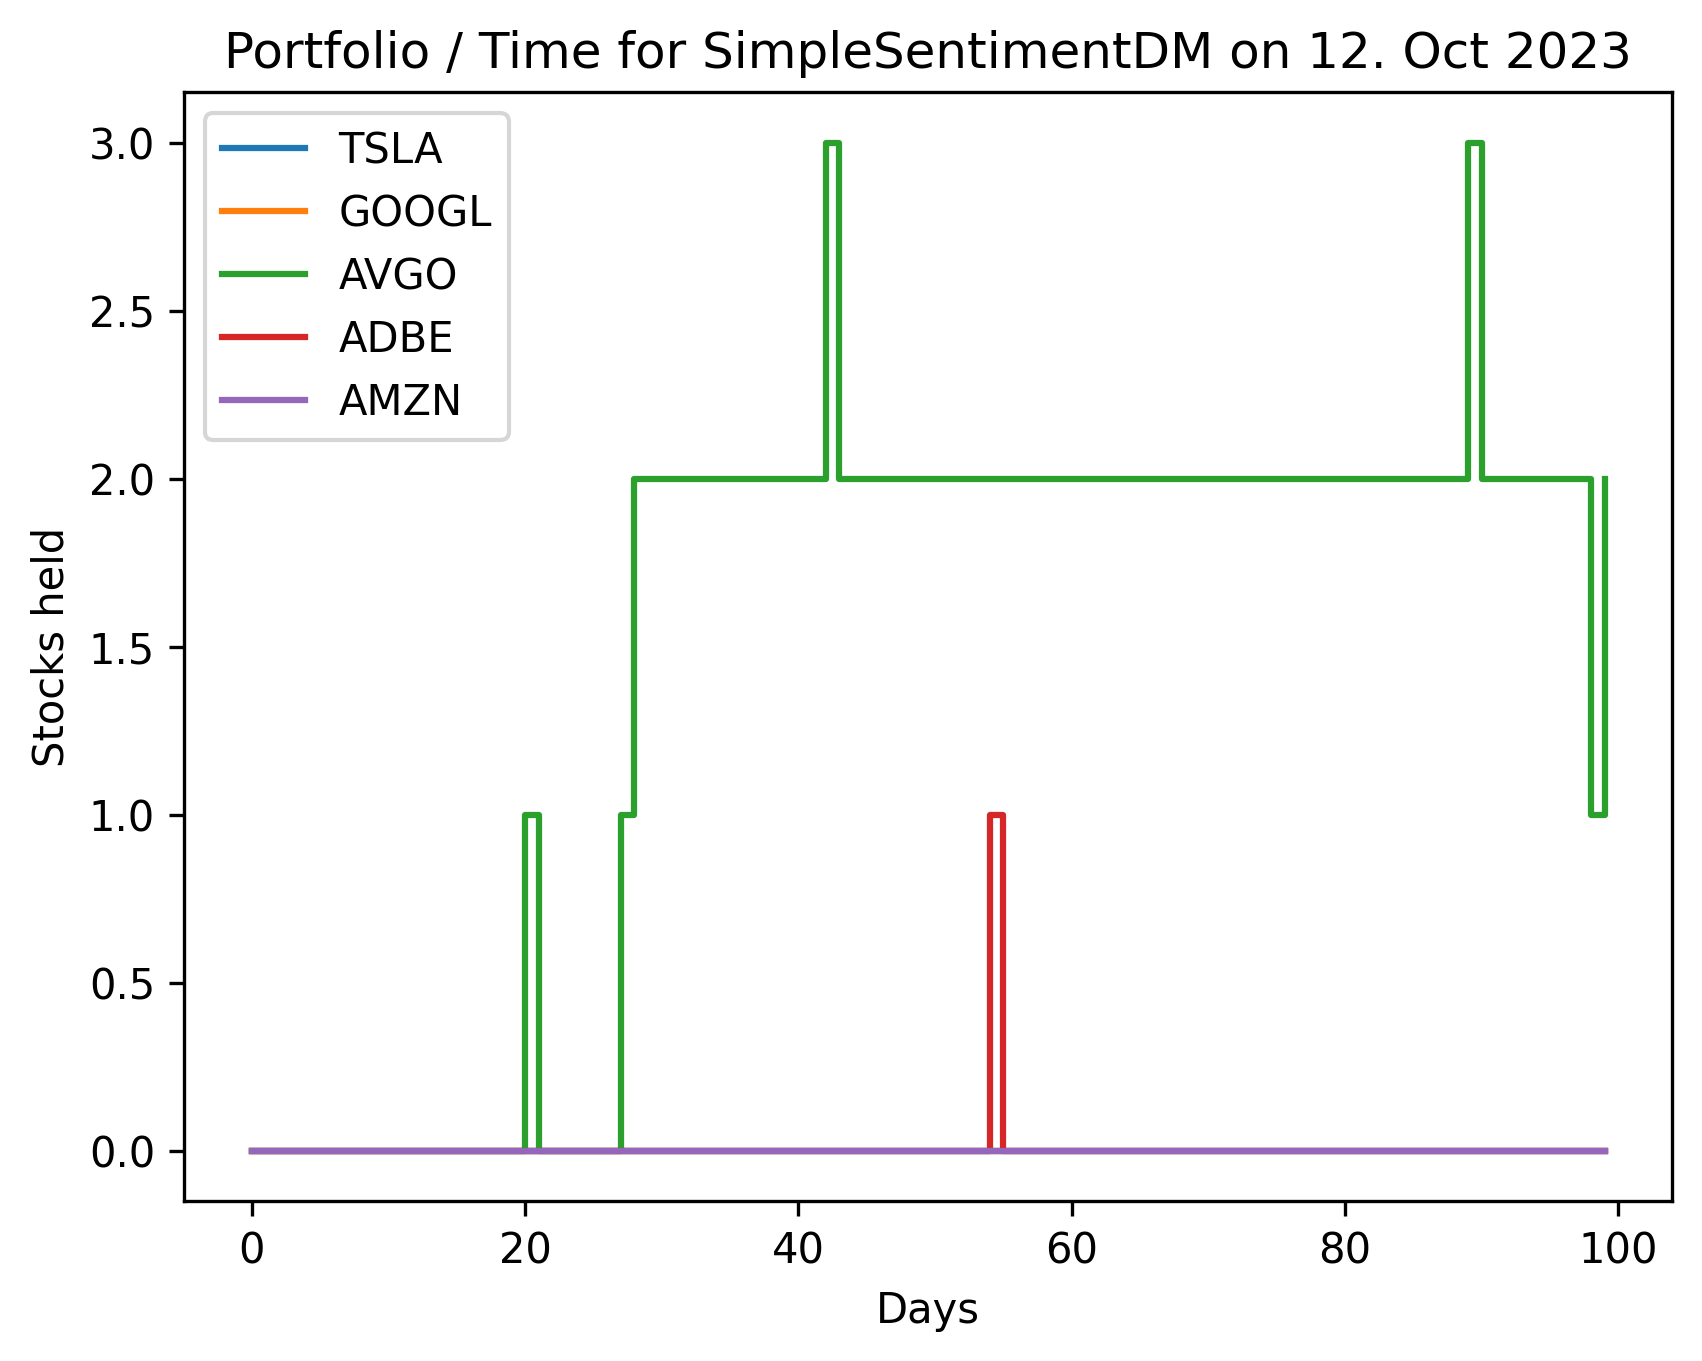 Portfolio / Time for SimpleSentimentDM on 12. Oct 2023
TSLA
GOOGL
AVGO
ADBE
AMZN
3.0
2.5
2.0
1.5
1.0
0.5
0.0
Stocks held
0 20 40 60 80 100
Days